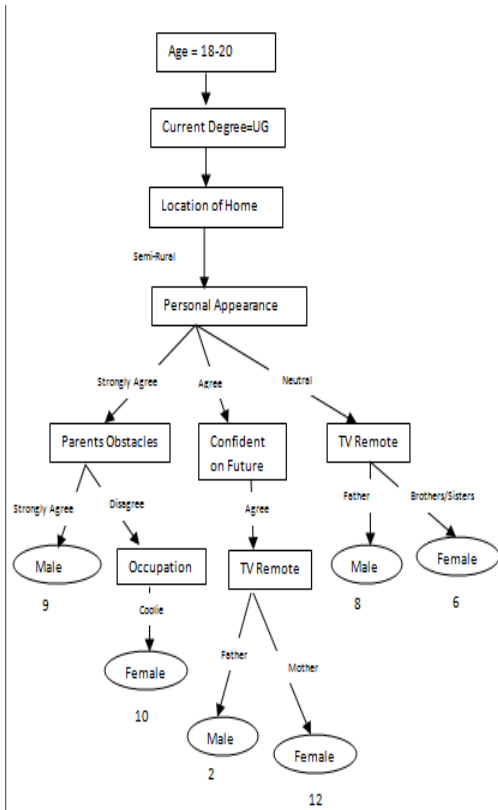 Age = 18-20
Current Degree=UG
Location of Home
Semi-Rural
Personal Appearance
Strongly Agree
Agree
Neutral
Parents Obstacles
Confident
on Future
TV Remote
Strongly Agree
Disagree
Agree
Father
Brothers/Sisters
Male
Occupation
TV Remote
Male
Female
9
8
6
Coolie
Female
Father
Mother
10
Male
Female
2
12